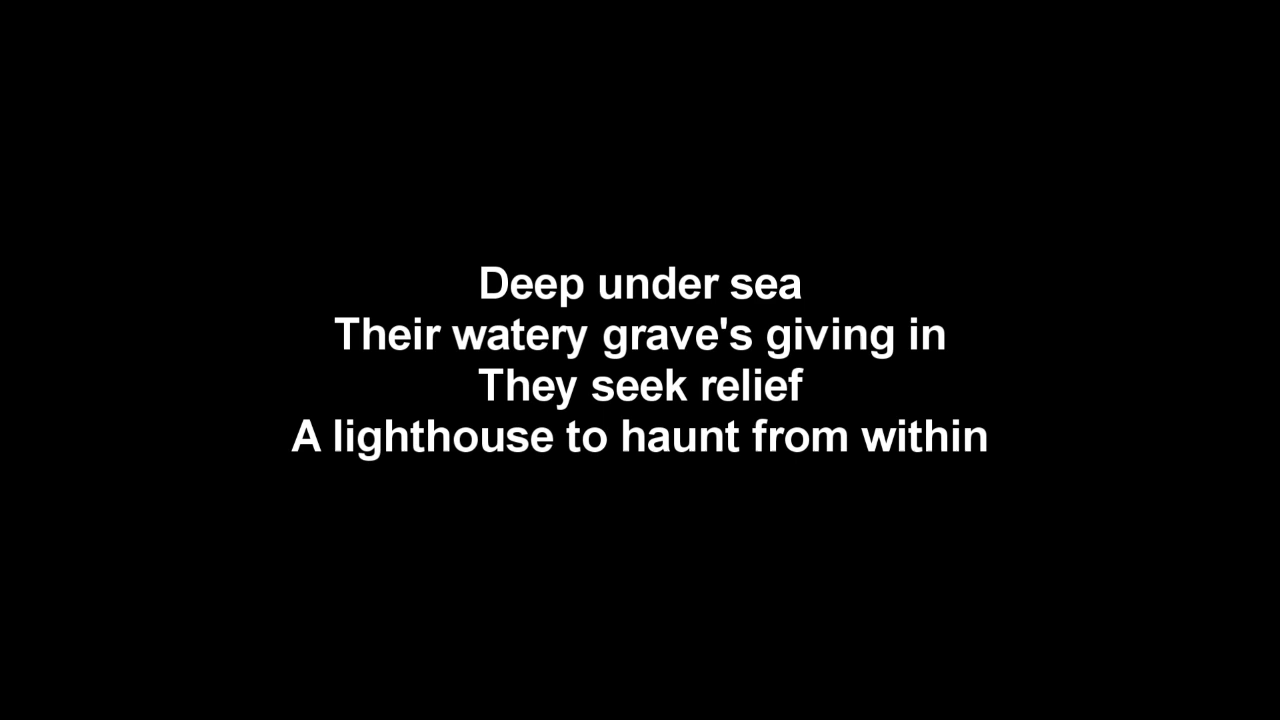 Deep under sea
Their watery grave's giving in
They seek relief
A lighthouse to haunt from within